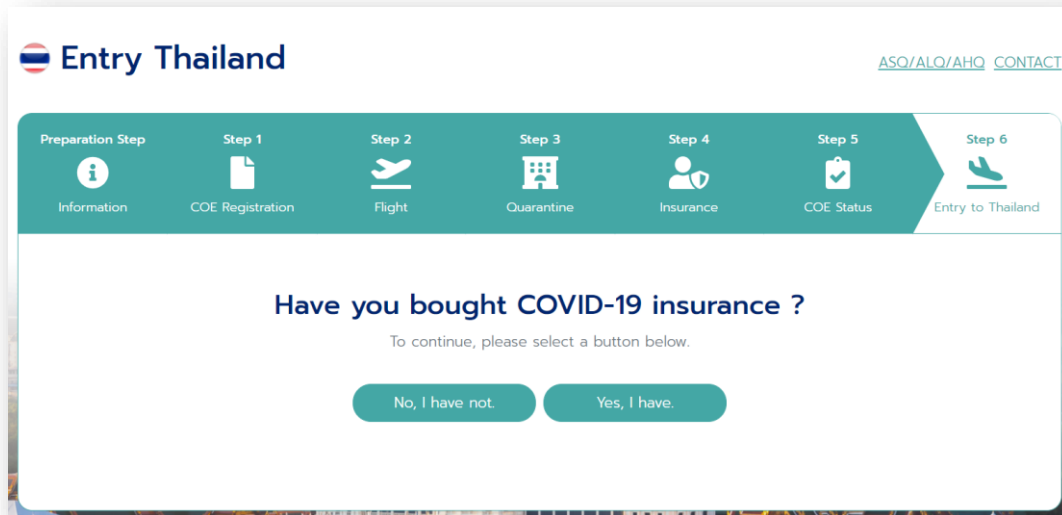 Entry Thailand
ASQ/ALQ/AHQ CONTACT
Preparation Step
Information
Step 1
COE Registration
Step 2
Flight
Step 3
Quarantine
Step 4
Insurance
Step 5
COE Status
Step 6
Entry to Thailand
Have you bought COVID-19 insurance ?
To continue, please select a button below.
No, I have not.
Yes, I have.